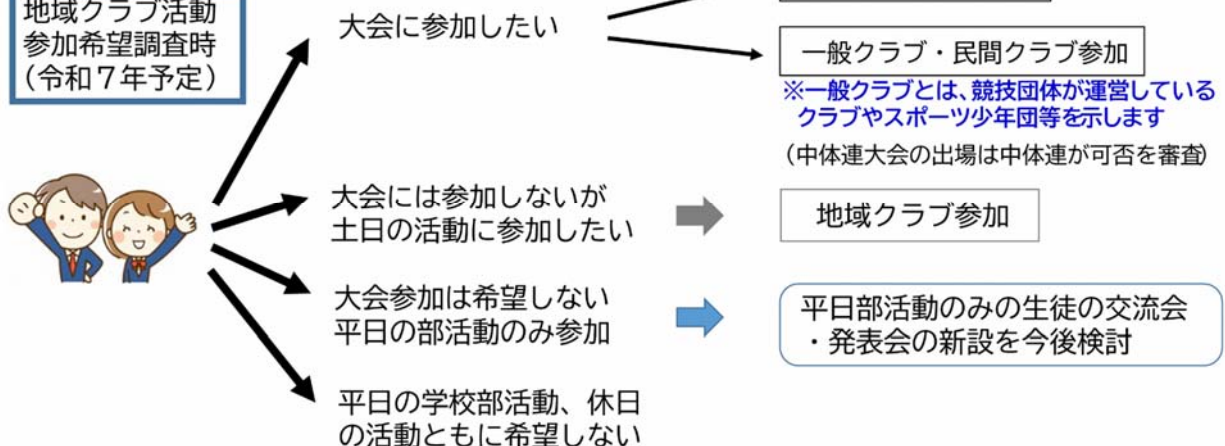 地域クラブ活動
参加希望調査時
(令和7年予定)
大会に参加したい
一般クラブ・民間クラブ参加
※一般クラブとは、競技団体が運営している
クラブやスポーツ少年団等を示します
(中体連大会の出場は中体連が可否を審査)
大会には参加しないが
土日の活動に参加したい
地域クラブ参加
大会参加は希望しない
平日の部活動のみ参加
平日部活動のみの生徒の交流会
・発表会の新設を今後検討
平日の学校部活動、休日
の活動ともに希望しない